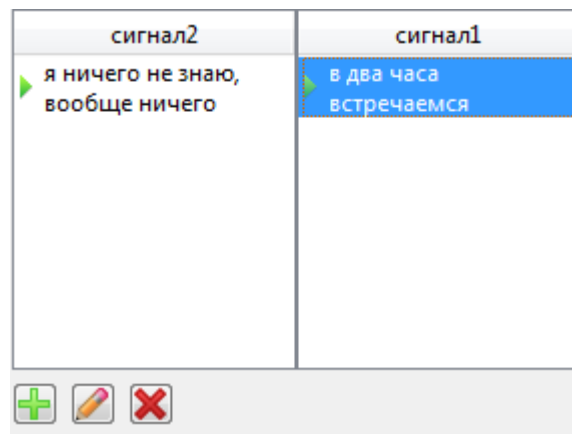 сигнал2
сигнал1
я ничего не знаю,
вообще ничего
в два часа
встречаемся